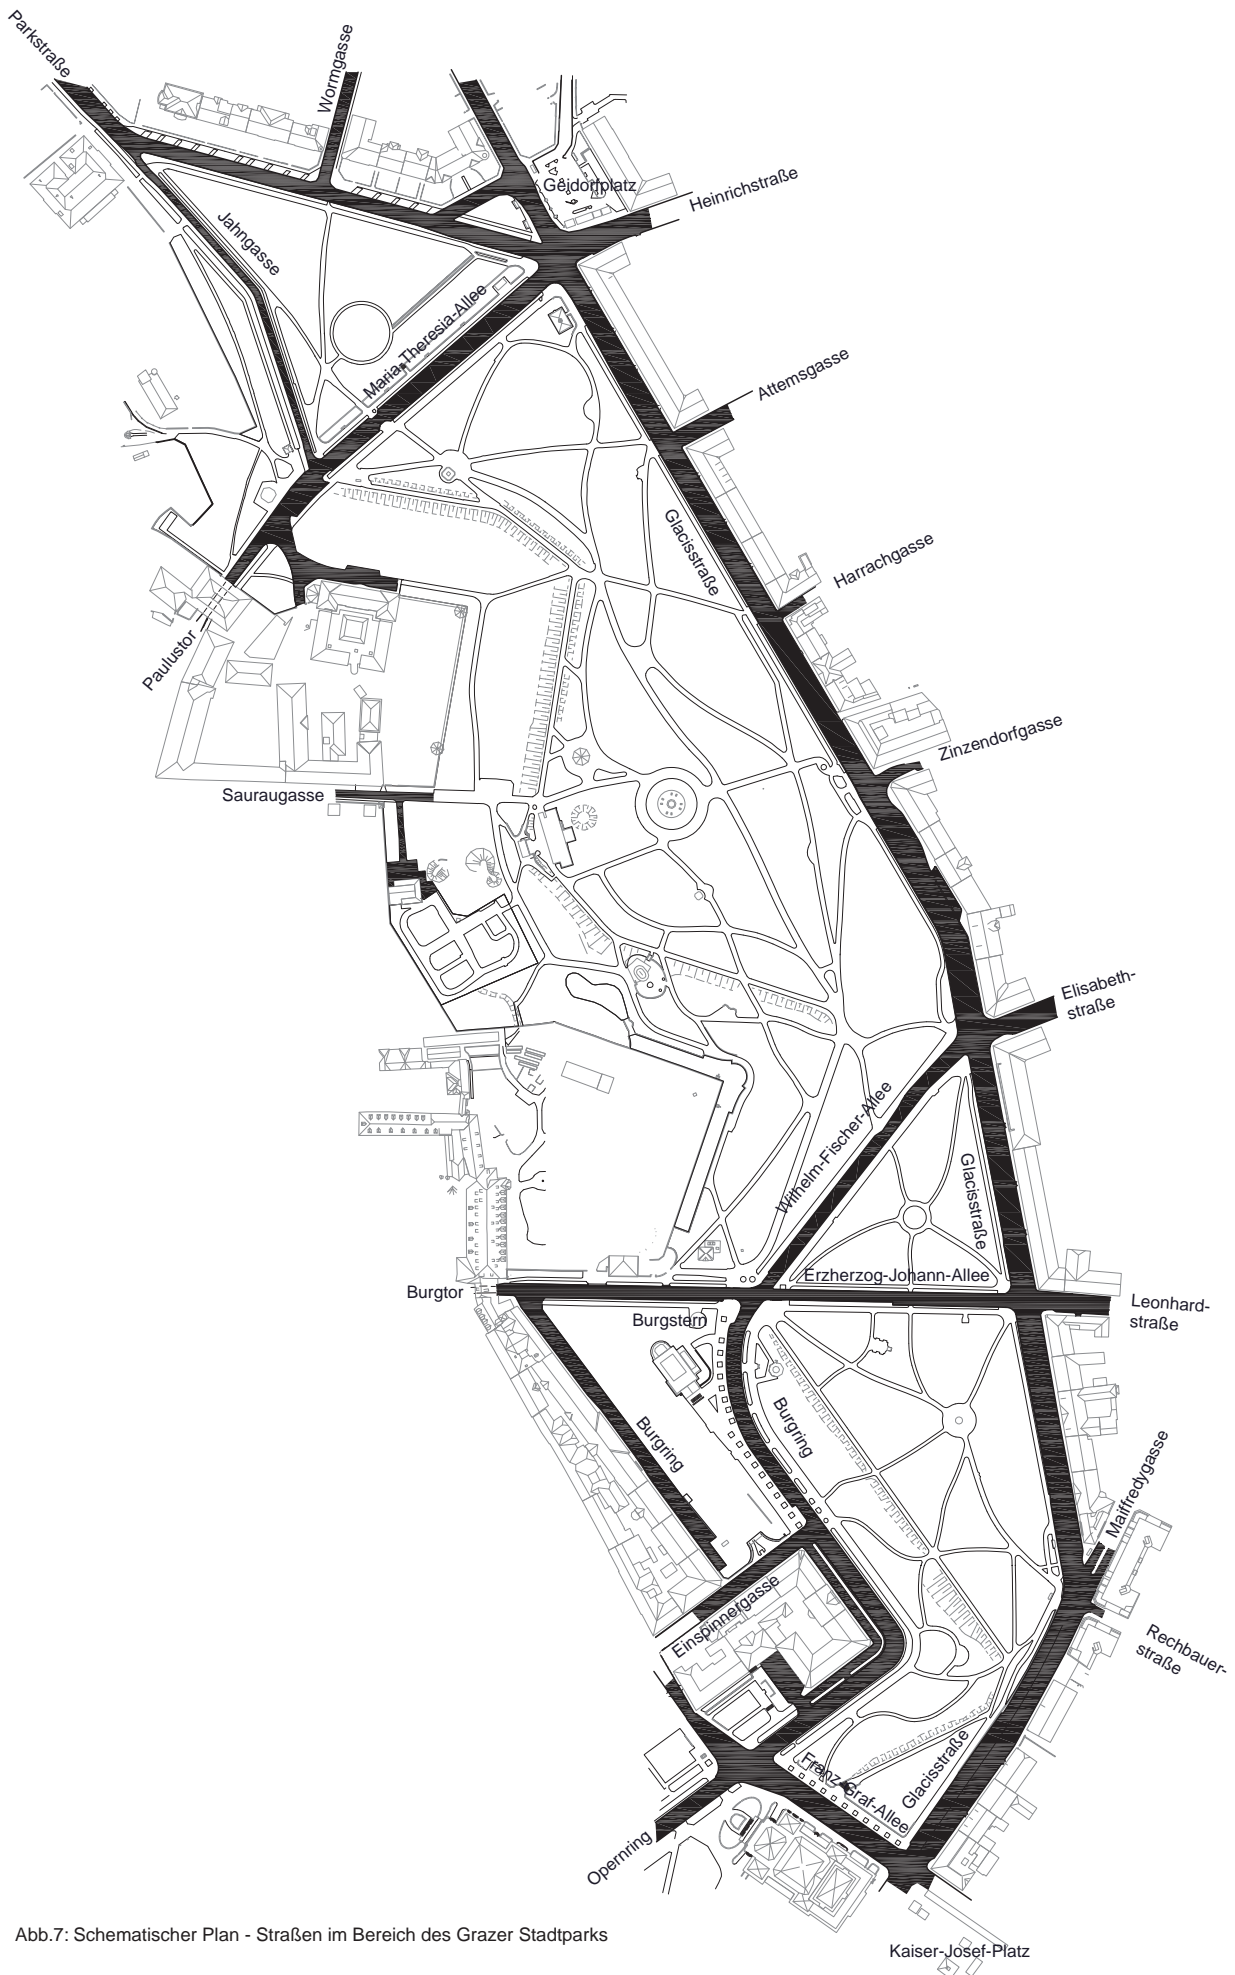 Parkstraße
Wormgasse
Geidorfplatz
Heinrichstraße
Jahngasse
Maria-Theresia-Allee
Attemsgasse
Glacisstraße
Harrachgasse
Paulustor
Zinzendorfgasse
Sauraugasse
Elisabeth-
straße
Wilhelm-Fischer-Allee
Glacisstraße
Erzherzog-Johann-Allee
Burgtor
Leonhard-
straße
Burgstern
Burgring
Burgring
Maiffredygasse
Einspinnergasse
Rechbauer-
straße
Franz-Graf-Allee
Glacisstraße
Opernring
Abb.7: Schematischer Plan - Straßen im Bereich des Grazer Stadtparks
Kaiser-Josef-Platz